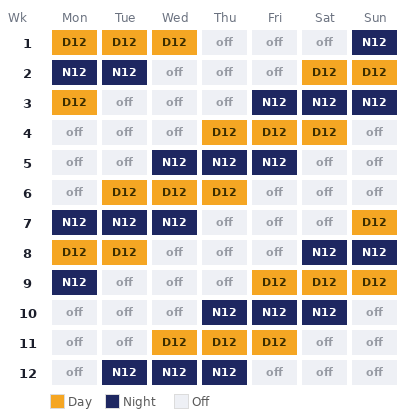 Wk Mon Tue Wed Thu Fri Sat Sun
1 D12 D12 D12 off off off N12
2 N12 N12 off off off D12 D12
3 D12 off off off N12 N12 N12
4 off off off D12 D12 D12 off
5 off off N12 N12 N12 off off
6 off D12 D12 D12 off off off
7 N12 N12 N12 off off off D12
8 D12 D12 off off off N12 N12
9 N12 off off off D12 D12 D12
10 off off off N12 N12 N12 off
11 off off D12 D12 D12 off off
12 off N12 N12 N12 off off off
Day Night Off